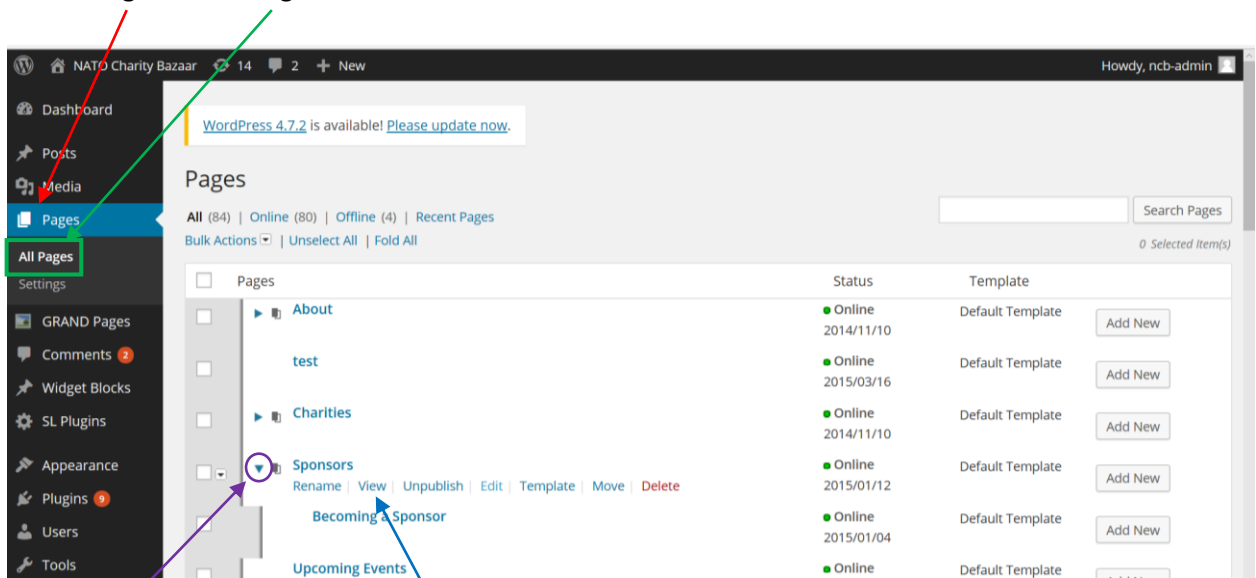 NATO Charity Bazaar 14 2 + New Howdy, ncb-admin
Dashboard
WordPress 4.7.2 is available! Please update now.
Posts
Media
Pages
Pages
All (84) | Online (80) | Offline (4) | Recent Pages
Search Pages
Bulk Actions | Unselect All | Fold All
0 Selected Item(s)
All Pages
Settings
Pages Status Template
GRAND Pages
About Online Default Template Add New
2014/11/10
Comments 2
test Online Default Template Add New
2015/03/16
Widget Blocks
SL Plugins
Charities Online Default Template Add New
2014/11/10
Appearance
Sponsors Online Default Template Add New
Rename | View | Unpublish | Edit | Template | Move | Delete 2015/01/12
Plugins 9
Becoming a Sponsor Online Default Template Add New
2015/01/04
Users
Tools
Upcoming Events Online Default Template